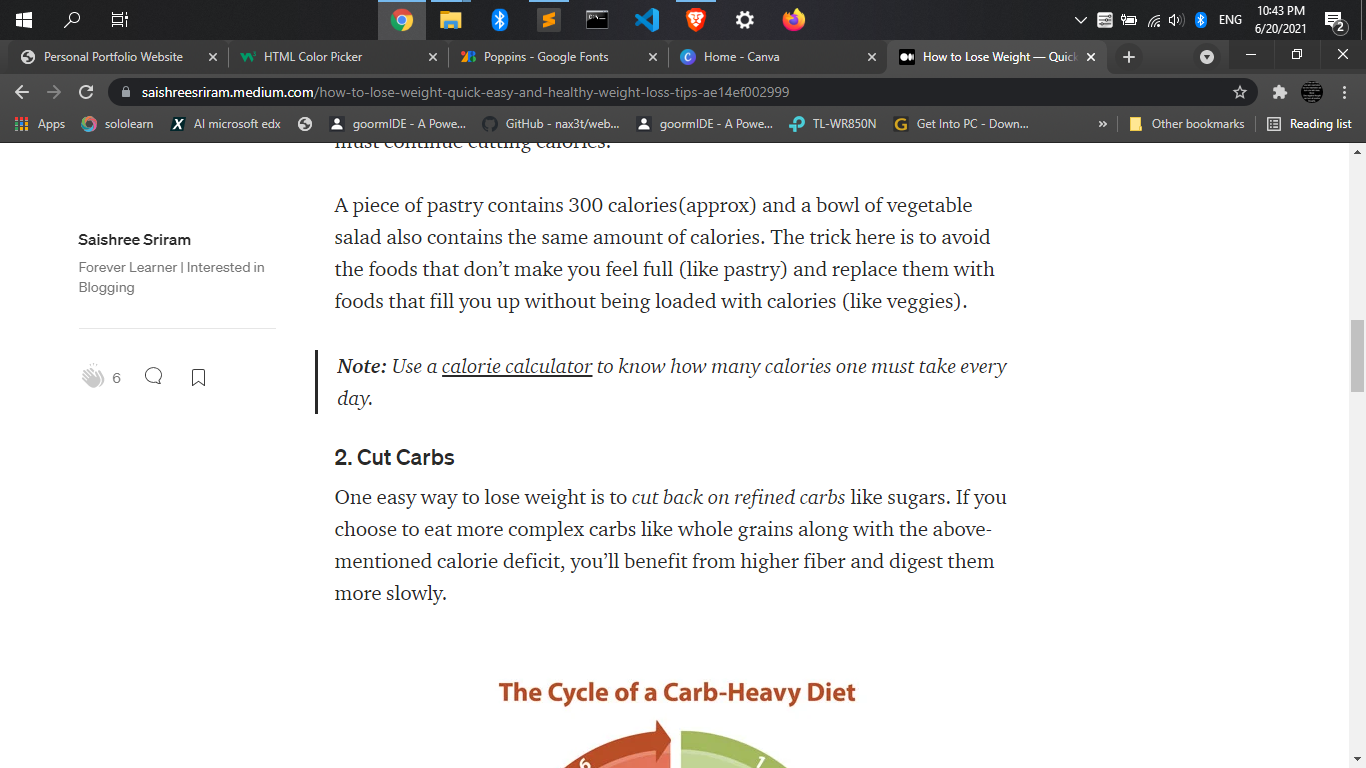 10:43 PM
ENG
6/20/2021
2
Personal Portfolio Website
HTML Color Picker
Poppins - Google Fonts
Home - Canva
How to Lose Weight — Quic
saishreesriram.medium.com/how-to-lose-weight-quick-easy-and-healthy-weight-loss-tips-ae14ef002999
Apps
sololearn
AI microsoft edx
goormIDE - A Powe...
GitHub - nax3t/web...
goormIDE - A Powe...
TL-WR850N
Get Into PC - Down...
»
Other bookmarks
Reading list
must continue cutting calories.
Saishree Sriram
Forever Learner | Interested in
Blogging
6
A piece of pastry contains 300 calories(approx) and a bowl of vegetable
salad also contains the same amount of calories. The trick here is to avoid
the foods that don’t make you feel full (like pastry) and replace them with
foods that fill you up without being loaded with calories (like veggies).
Note: Use a calorie calculator to know how many calories one must take every
day.
2. Cut Carbs
One easy way to lose weight is to cut back on refined carbs like sugars. If you
choose to eat more complex carbs like whole grains along with the above-
mentioned calorie deficit, you’ll benefit from higher fiber and digest them
more slowly.
The Cycle of a Carb-Heavy Diet
6
1